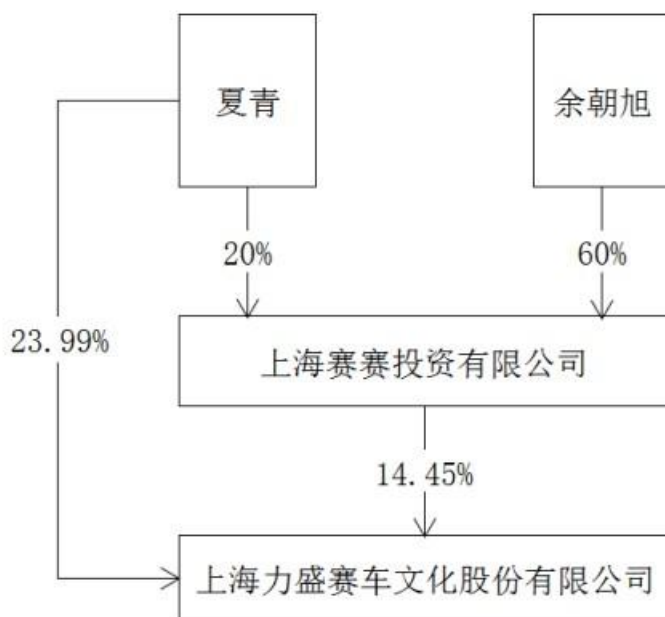 夏青
余朝旭
20%
60%
23.99%
上海赛赛投资有限公司
14.45%
上海力盛赛车文化股份有限公司